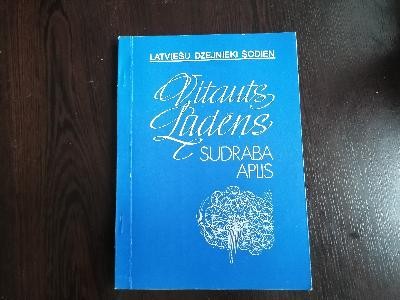 LATVIEŠU DZEJNIEKI ŠODIEN
Vitauts
Ļūdēns
SUDRABA
APLIS